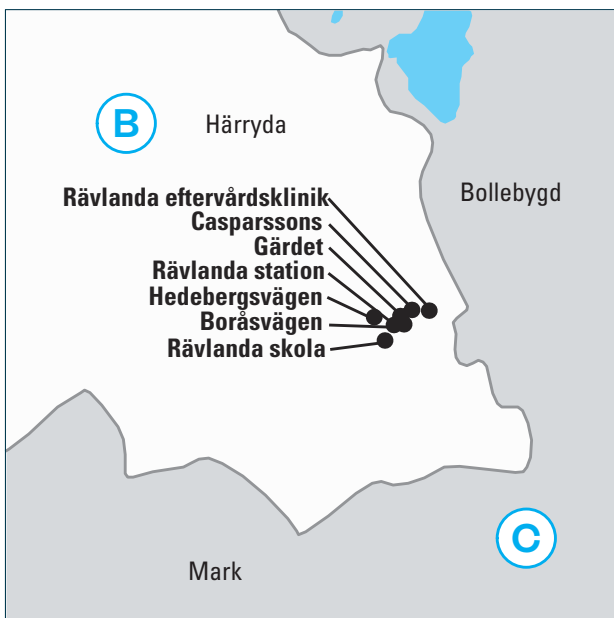 B
Härryda
Bollebygd
Rävlanda eftervårdsklinik
Casparssons
Gärdet
Rävlanda station
Hedebergsvägen
Boråsvägen
Rävlanda skola
C
Mark